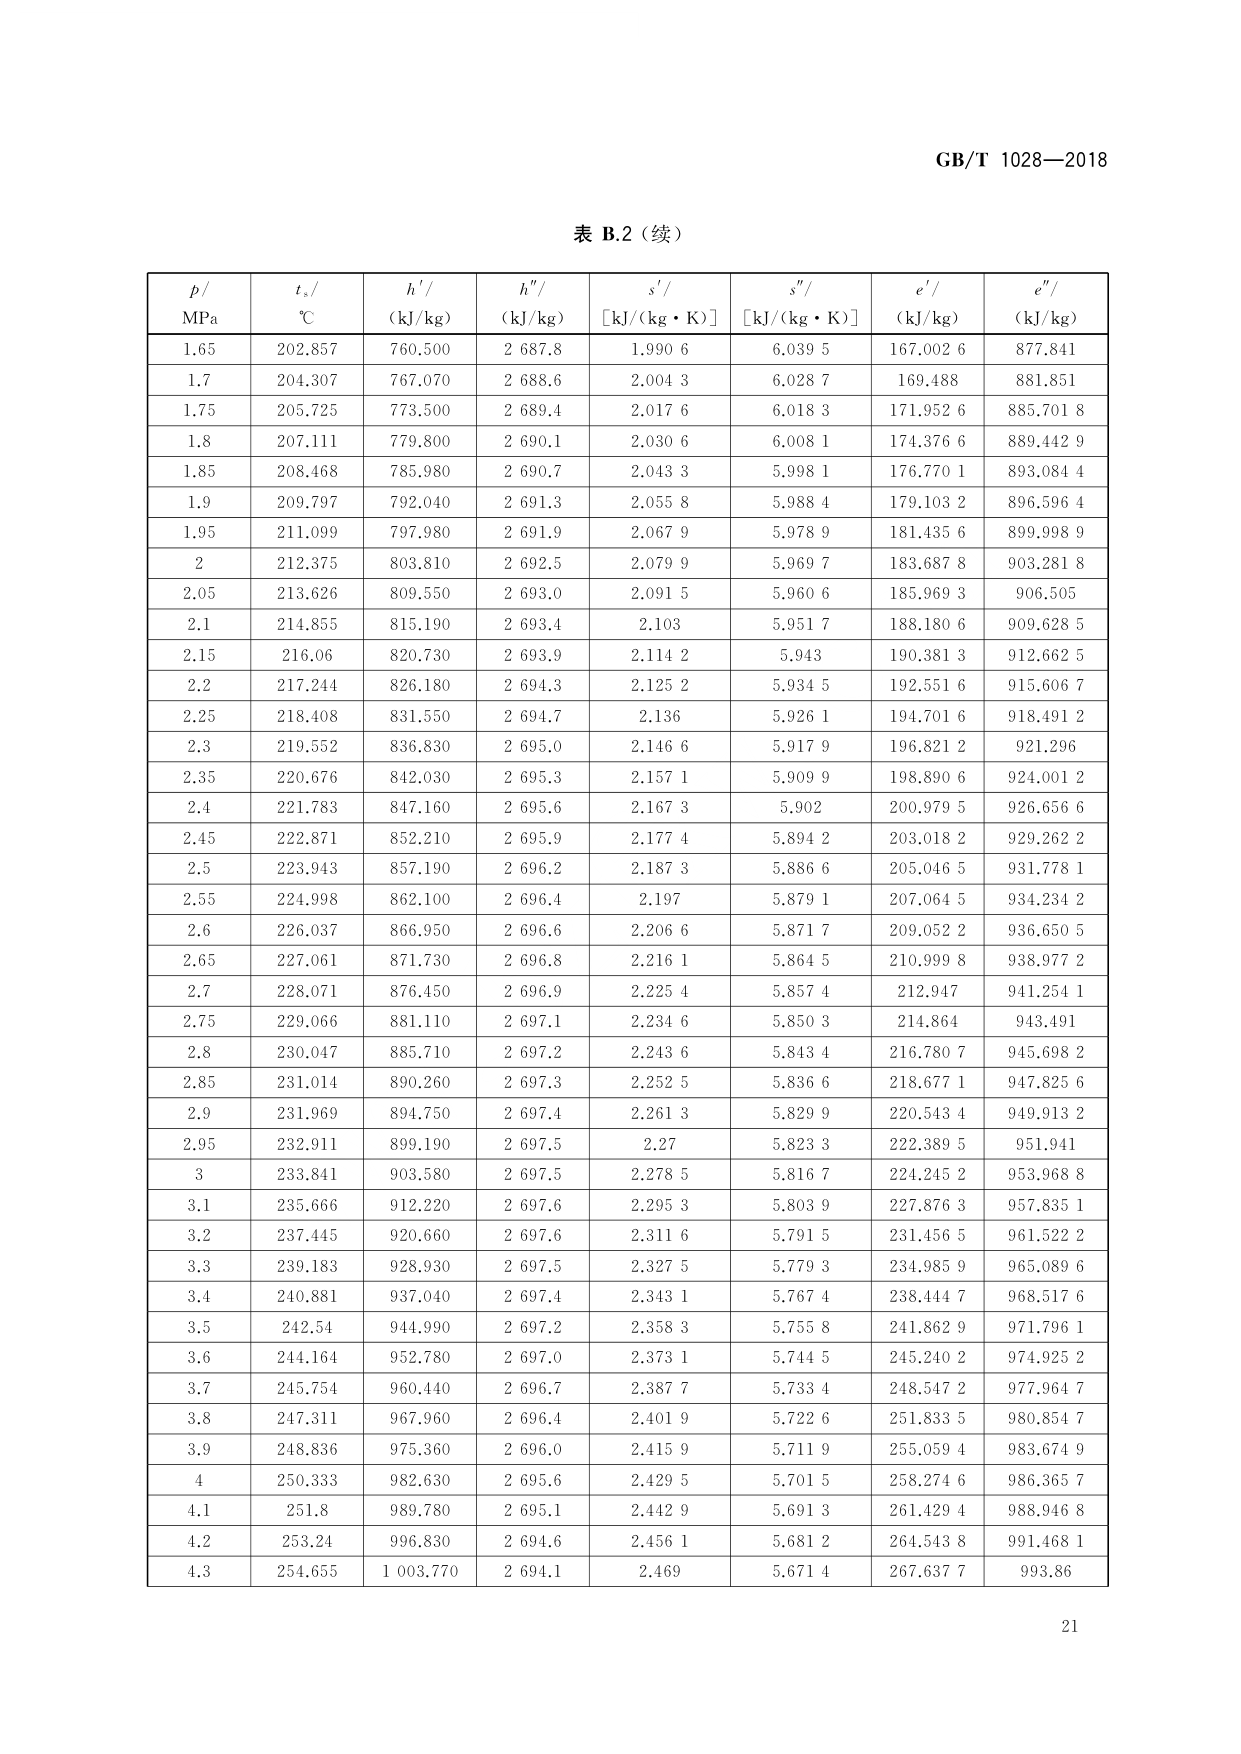 GB/T 1028—2018
表 B.2（续）
p/ ts/ h′/ h″/ s′/ s″/ e′/ e″/
MPa ℃ (kJ/kg) (kJ/kg) [kJ/(kg·K)] [kJ/(kg·K)] (kJ/kg) (kJ/kg)
1.65 202.857 760.500 2 687.8 1.990 6 6.039 5 167.002 6 877.841
1.7 204.307 767.070 2 688.6 2.004 3 6.028 7 169.488 881.851
1.75 205.725 773.500 2 689.4 2.017 6 6.018 3 171.952 6 885.701 8
1.8 207.111 779.800 2 690.1 2.030 6 6.008 1 174.376 6 889.442 9
1.85 208.468 785.980 2 690.7 2.043 3 5.998 1 176.770 1 893.084 4
1.9 209.797 792.040 2 691.3 2.055 8 5.988 4 179.103 2 896.596 4
1.95 211.099 797.980 2 691.9 2.067 9 5.978 9 181.435 6 899.998 9
2 212.375 803.810 2 692.5 2.079 9 5.969 7 183.687 8 903.281 8
2.05 213.626 809.550 2 693.0 2.091 5 5.960 6 185.969 3 906.505
2.1 214.855 815.190 2 693.4 2.103 5.951 7 188.180 6 909.628 5
2.15 216.06 820.730 2 693.9 2.114 2 5.943 190.381 3 912.662 5
2.2 217.244 826.180 2 694.3 2.125 2 5.934 5 192.551 6 915.606 7
2.25 218.408 831.550 2 694.7 2.136 5.926 1 194.701 6 918.491 2
2.3 219.552 836.830 2 695.0 2.146 6 5.917 9 196.821 2 921.296
2.35 220.676 842.030 2 695.3 2.157 1 5.909 9 198.890 6 924.001 2
2.4 221.783 847.160 2 695.6 2.167 3 5.902 200.979 5 926.656 6
2.45 222.871 852.210 2 695.9 2.177 4 5.894 2 203.018 2 929.262 2
2.5 223.943 857.190 2 696.2 2.187 3 5.886 6 205.046 5 931.778 1
2.55 224.998 862.100 2 696.4 2.197 5.879 1 207.064 5 934.234 2
2.6 226.037 866.950 2 696.6 2.206 6 5.871 7 209.052 2 936.650 5
2.65 227.061 871.730 2 696.8 2.216 1 5.864 5 210.999 8 938.977 2
2.7 228.071 876.450 2 696.9 2.225 4 5.857 4 212.947 941.254 1
2.75 229.066 881.110 2 697.1 2.234 6 5.850 3 214.864 943.491
2.8 230.047 885.710 2 697.2 2.243 6 5.843 4 216.780 7 945.698 2
2.85 231.014 890.260 2 697.3 2.252 5 5.836 6 218.677 1 947.825 6
2.9 231.969 894.750 2 697.4 2.261 3 5.829 9 220.543 4 949.913 2
2.95 232.911 899.190 2 697.5 2.27 5.823 3 222.389 5 951.941
3 233.841 903.580 2 697.5 2.278 5 5.816 7 224.245 2 953.968 8
3.1 235.666 912.220 2 697.6 2.295 3 5.803 9 227.876 3 957.835 1
3.2 237.445 920.660 2 697.6 2.311 6 5.791 5 231.456 5 961.522 2
3.3 239.183 928.930 2 697.5 2.327 5 5.779 3 234.985 9 965.089 6
3.4 240.881 937.040 2 697.4 2.343 1 5.767 4 238.444 7 968.517 6
3.5 242.54 944.990 2 697.2 2.358 3 5.755 8 241.862 9 971.796 1
3.6 244.164 952.780 2 697.0 2.373 1 5.744 5 245.240 2 974.925 2
3.7 245.754 960.440 2 696.7 2.387 7 5.733 4 248.547 2 977.964 7
3.8 247.311 967.960 2 696.4 2.401 9 5.722 6 251.833 5 980.854 7
3.9 248.836 975.360 2 696.0 2.415 9 5.711 9 255.059 4 983.674 9
4 250.333 982.630 2 695.6 2.429 5 5.701 5 258.274 6 986.365 7
4.1 251.8 989.780 2 695.1 2.442 9 5.691 3 261.429 4 988.946 8
4.2 253.24 996.830 2 694.6 2.456 1 5.681 2 264.543 8 991.468 1
4.3 254.655 1 003.770 2 694.1 2.469 5.671 4 267.637 7 993.86
21